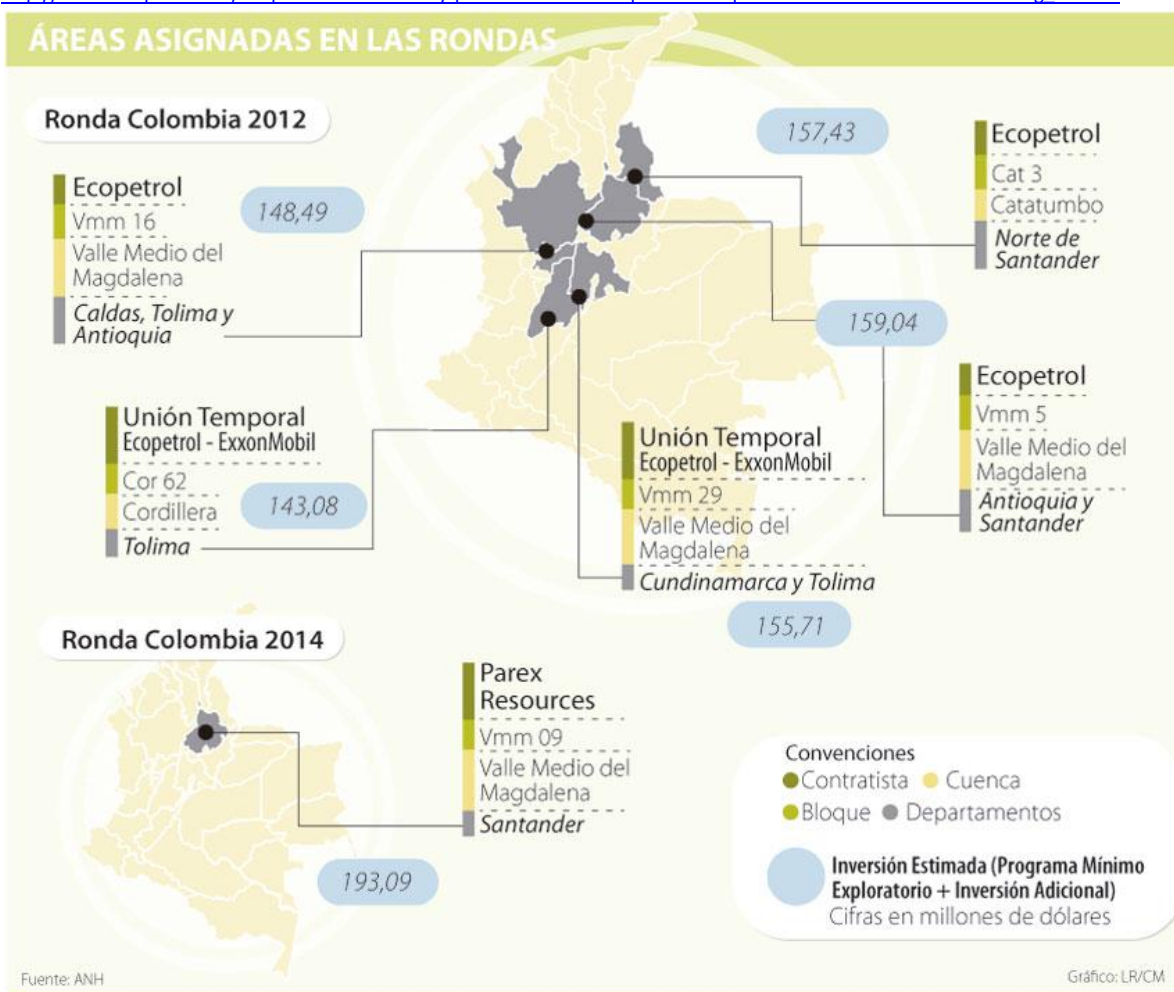 ÁREAS ASIGNADAS EN LAS RONDAS
Ronda Colombia 2012
Ecopetrol
Vmm 16
Valle Medio del
Magdalena
Caldas, Tolima y
Antioquia
148,49
157,43
Ecopetrol
Cat 3
Catatumbo
Norte de
Santander
159,04
Ecopetrol
Vmm 5
Valle Medio del
Magdalena
Antioquia y
Santander
Unión Temporal
Ecopetrol - ExxonMobil
Cor 62
Cordillera
Tolima
143,08
Unión Temporal
Ecopetrol - ExxonMobil
Vmm 29
Valle Medio del
Magdalena
Cundinamarca y Tolima
155,71
Ronda Colombia 2014
Parex
Resources
Vmm 09
Valle Medio del
Magdalena
Santander
193,09
Convenciones
Contratista Cuenca
Bloque Departamentos
Inversión Estimada (Programa Mínimo
Exploratorio + Inversión Adicional)
Cifras en millones de dólares
Fuente: ANH
Gráfico: LR/CM